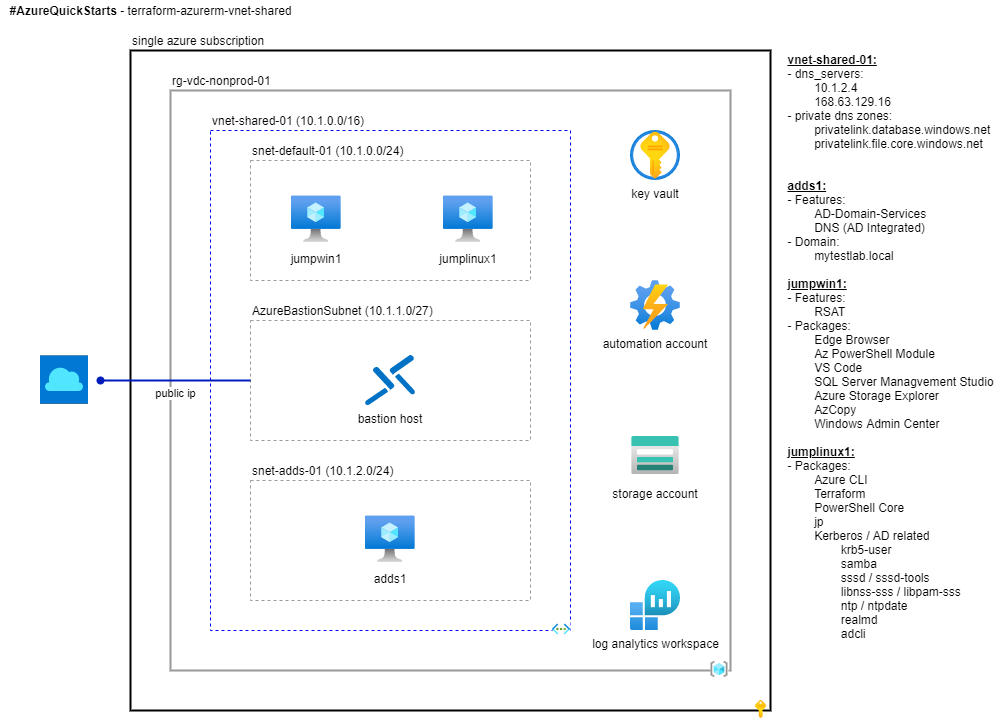 #AzureQuickStarts - terraform-azurerm-vnet-shared
single azure subscription
rg-vdc-nonprod-01
vnet-shared-01 (10.1.0.0/16)
snet-default-01 (10.1.0.0/24)
jumpwin1
jumplinux1
AzureBastionSubnet (10.1.1.0/27)
public ip
bastion host
snet-adds-01 (10.1.2.0/24)
adds1
key vault
automation account
storage account
log analytics workspace
vnet-shared-01:
- dns_servers:
10.1.2.4
168.63.129.16
- private dns zones:
privatelink.database.windows.net
privatelink.file.core.windows.net
adds1:
- Features:
AD-Domain-Services
DNS (AD Integrated)
- Domain:
mytestlab.local
jumpwin1:
- Features:
RSAT
- Packages:
Edge Browser
Az PowerShell Module
VS Code
SQL Server Managvement Studio
Azure Storage Explorer
AzCopy
Windows Admin Center
jumplinux1:
- Packages:
Azure CLI
Terraform
PowerShell Core
jp
Kerberos / AD related
krb5-user
samba
sssd / sssd-tools
libnss-sss / libpam-sss
ntp / ntpdate
realmd
adcli